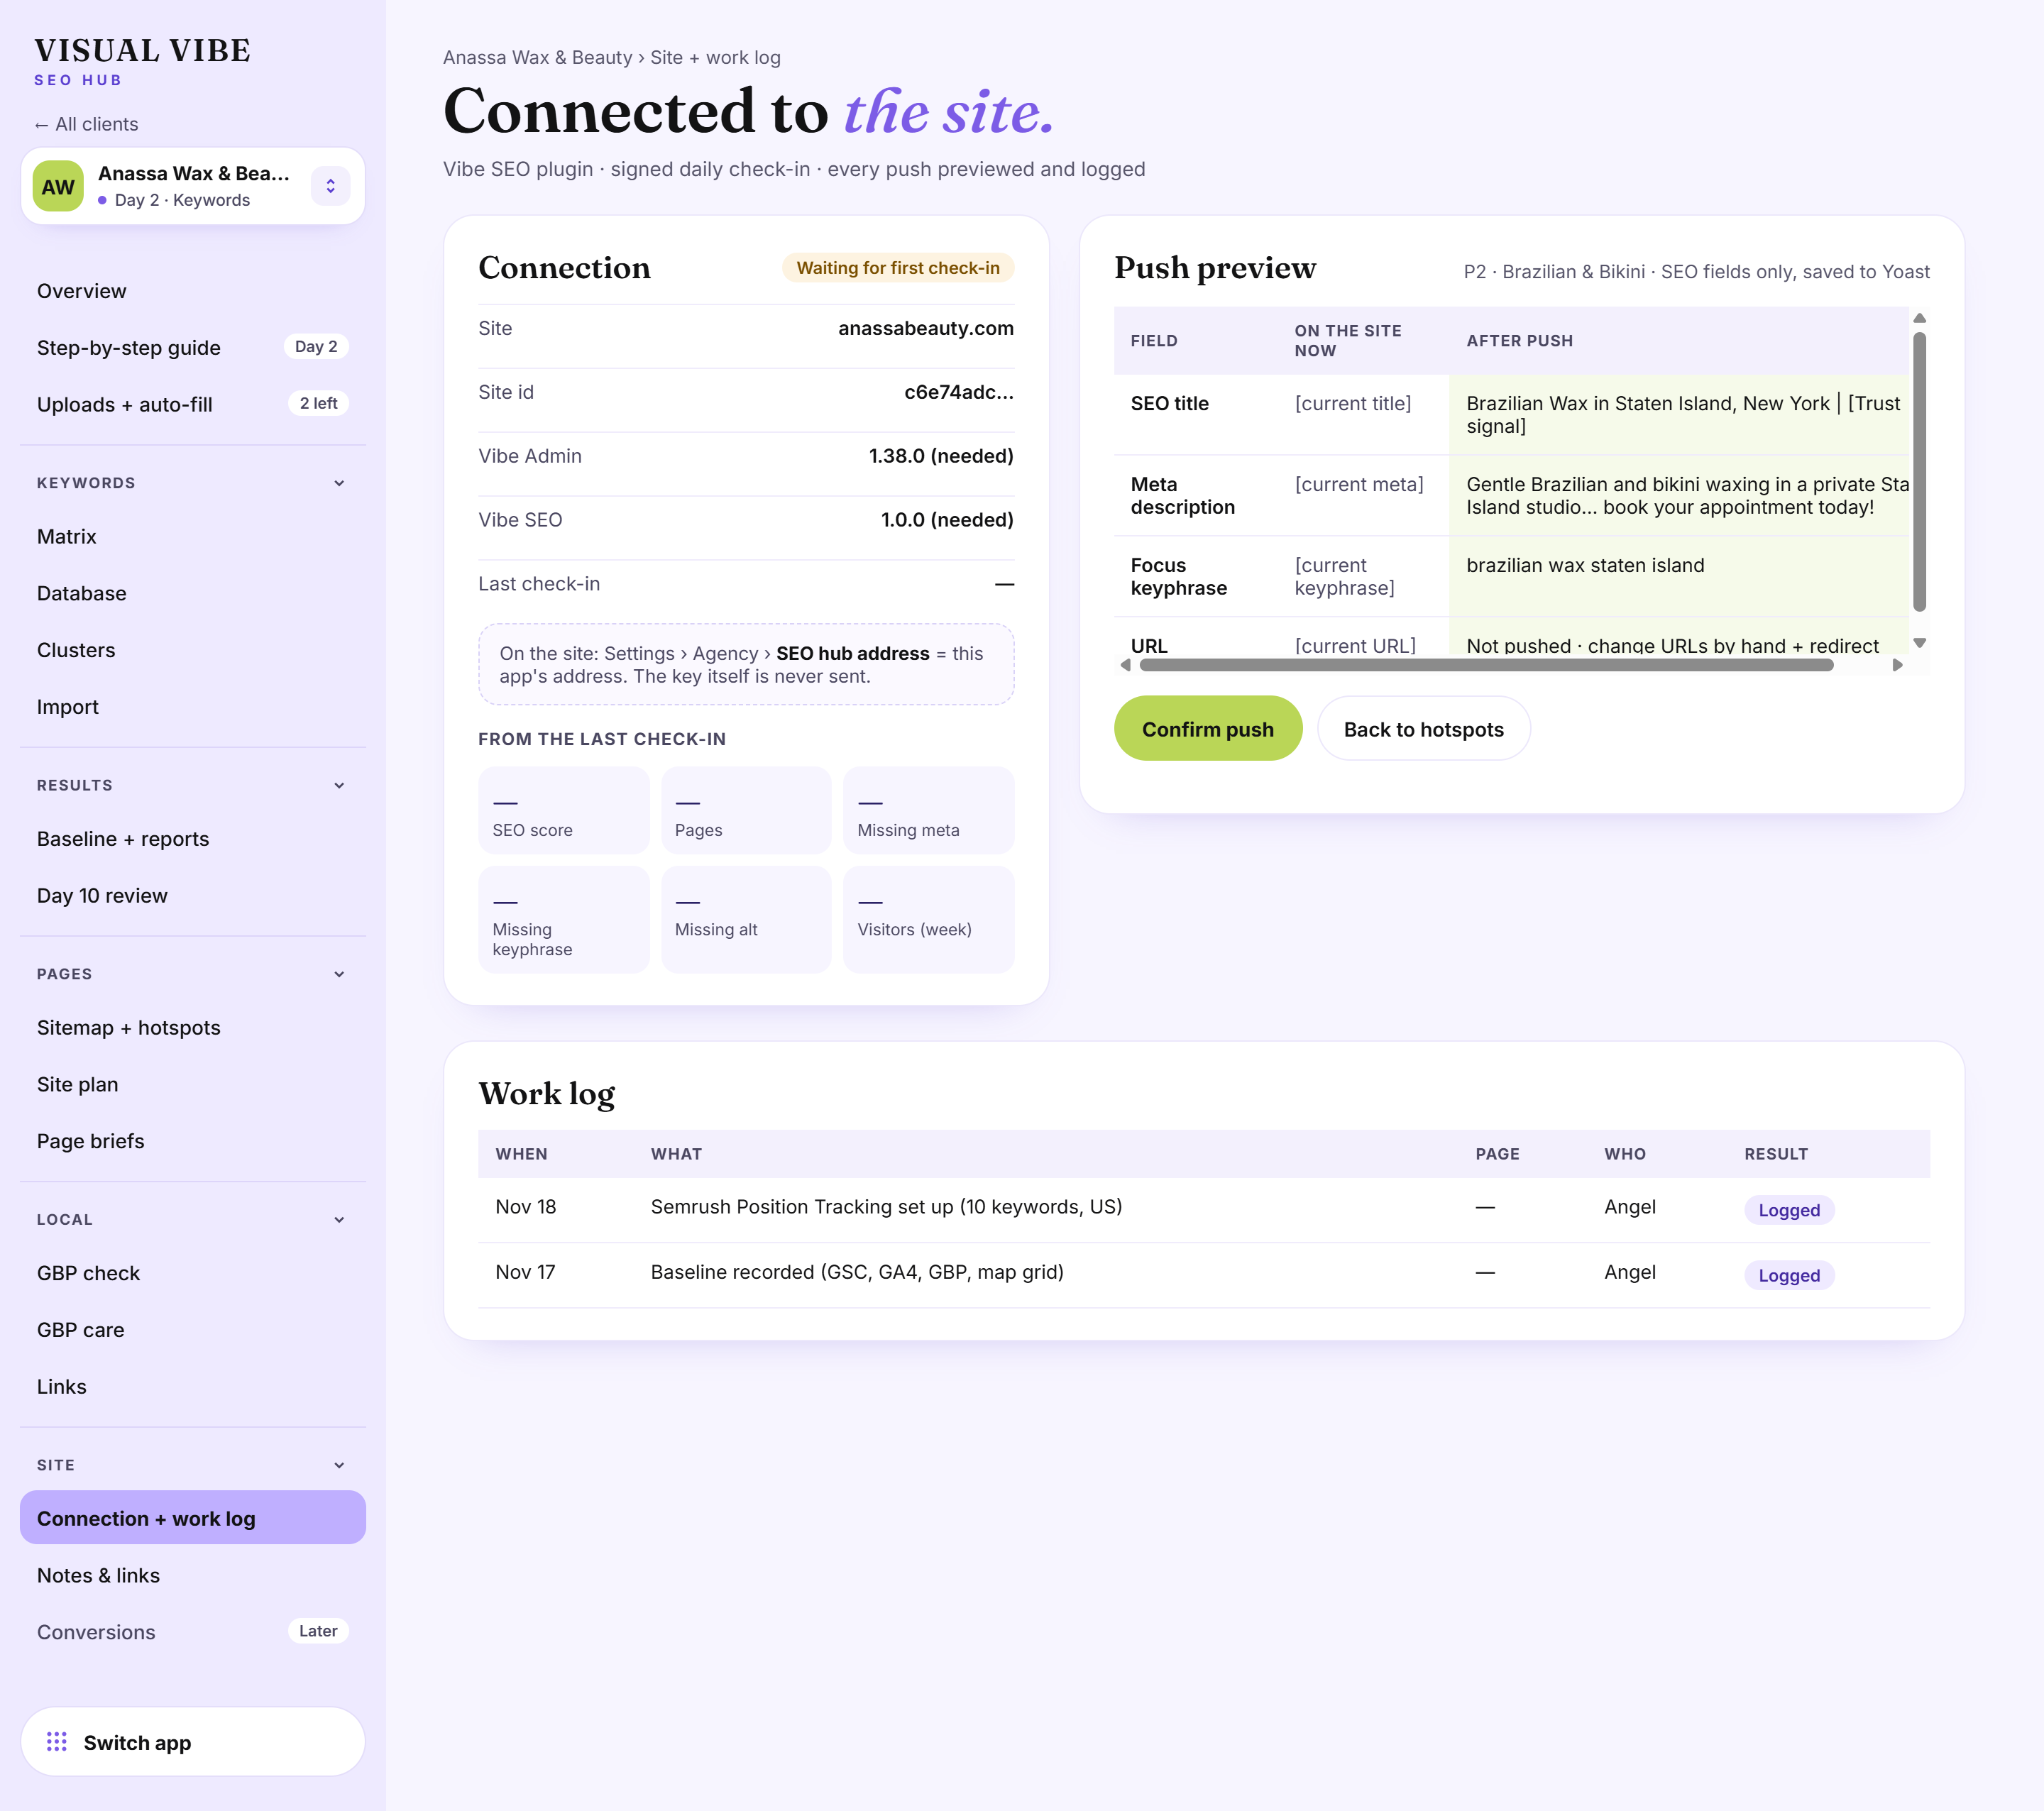 VISUAL VIBE
SEO HUB
← All clients
AW
Anassa Wax & Bea...
Day 2 · Keywords
Overview
Step-by-step guide
Day 2
Uploads + auto-fill
2 left
KEYWORDS
Matrix
Database
Clusters
Import
RESULTS
Baseline + reports
Day 10 review
PAGES
Sitemap + hotspots
Site plan
Page briefs
LOCAL
GBP check
GBP care
Links
SITE
Connection + work log
Notes & links
Conversions
Later
Switch app
Anassa Wax & Beauty › Site + work log
Connected to the site.
Vibe SEO plugin · signed daily check-in · every push previewed and logged
Connection
Waiting for first check-in
Site
anassabeauty.com
Site id
c6e74adc...
Vibe Admin
1.38.0 (needed)
Vibe SEO
1.0.0 (needed)
Last check-in
—
On the site: Settings › Agency › SEO hub address = this
app's address. The key itself is never sent.
FROM THE LAST CHECK-IN
—
SEO score
—
Pages
—
Missing meta
—
Missing
keyphrase
—
Missing alt
—
Visitors (week)
Push preview
P2 · Brazilian & Bikini · SEO fields only, saved to Yoast
FIELD
ON THE SITE
NOW
AFTER PUSH
SEO title
[current title]
Brazilian Wax in Staten Island, New York | [Trust
signal]
Meta
description
[current meta]
Gentle Brazilian and bikini waxing in a private Sta
Island studio... book your appointment today!
Focus
keyphrase
[current
keyphrase]
brazilian wax staten island
URL
[current URL]
Not pushed · change URLs by hand + redirect
Confirm push
Back to hotspots
Work log
WHEN
WHAT
PAGE
WHO
RESULT
Nov 18
Semrush Position Tracking set up (10 keywords, US)
—
Angel
Logged
Nov 17
Baseline recorded (GSC, GA4, GBP, map grid)
—
Angel
Logged